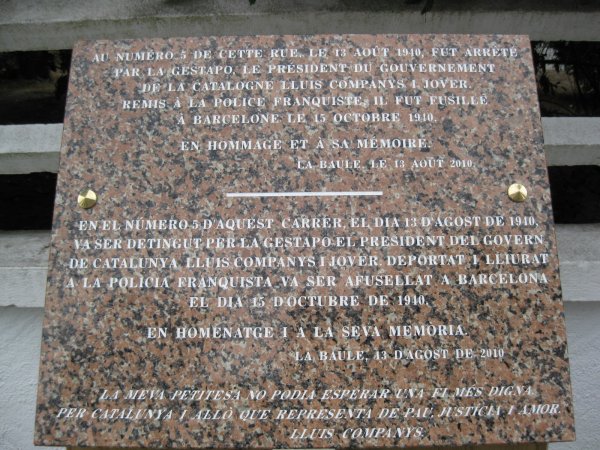 AU NUMÉRO 5 DE CETTE RUE, LE 13 AOÛT 1940, FUT ARRÊTÉ
PAR LA GESTAPO, LE PRÉSIDENT DU GOUVERNEMENT
DE LA CATALOGNE LLUIS COMPANYS I JOVER.
REMIS À LA POLICE FRANQUISTE, IL FUT FUSILLÉ
À BARCELONE LE 15 OCTOBRE 1940.
EN HOMMAGE ET À SA MÉMOIRE.
LA BAULE, LE 13 AOÛT 2010.
EN EL NÚMERO 5 D'AQUEST CARRER, EL DIA 13 D'AGOST DE 1940,
VA SER DETINGUT PER LA GESTAPO EL PRESIDENT DEL GOVERN
DE CATALUNYA, LLUIS COMPANYS I JOVER. DEPORTAT I LLIURAT
A LA POLICIA FRANQUISTA, VA SER AFUSELLAT A BARCELONA
EL DIA 15 D'OCTUBRE DE 1940.
EN HOMENATGE I A LA SEVA MEMORIA.
LA BAULE, 13 D'AGOST DE 2010
LA MEVA PETITESA NO PODIA ESPERAR UNA FI MES DIGNA.
PER CATALUNYA I ALLÒ QUE REPRESENTA DE PAU, JUSTICIA I AMOR.
LLUIS COMPANYS.